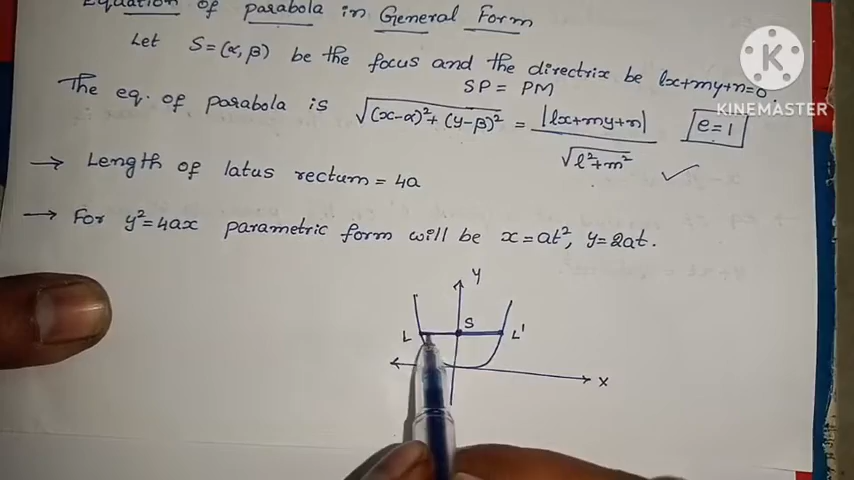 Equation of parabola in General Form
Let S=(α, β) be the focus and the directrix be lx+my+n=0.
SP = PM
The eq. of parabola is √(x-α)²+(y-β)² = |lx+my+n| / √l²+m² e=1
→ Length of latus rectum = 4a
→ For y²=4ax parametric form will be x=at², y=2at.
Y
L S L'
X
K
KINEMASTER